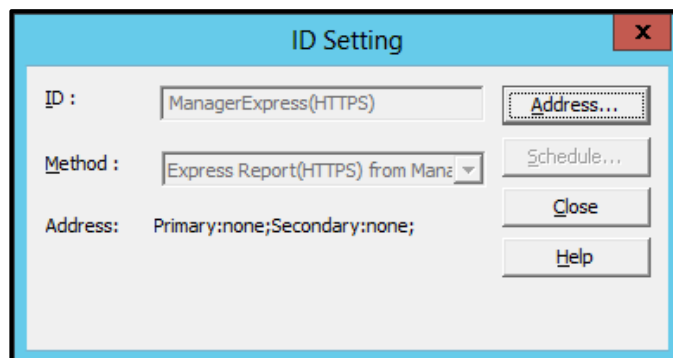 ID Setting
x
ID : ManagerExpress(HTTPS) Address...
Method : Express Report(HTTPS) from Mana Schedule...
Address: Primary:none;Secondary:none; Close
Help